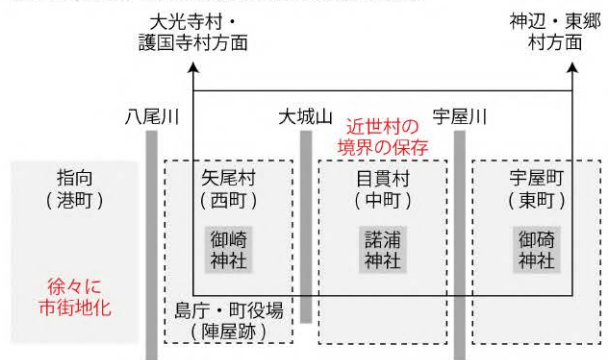 大光寺村・
護国寺村方面
神辺・東郷
村方面
八尾川
大城山
宇屋川
近世村の
境界の保存
指向
(港町)
矢尾村
(西町)
目貫村
(中町)
宇屋町
(東町)
御崎
神社
諾浦
神社
御碕
神社
徐々に
市街地化
島庁・町役場
(陣屋跡)